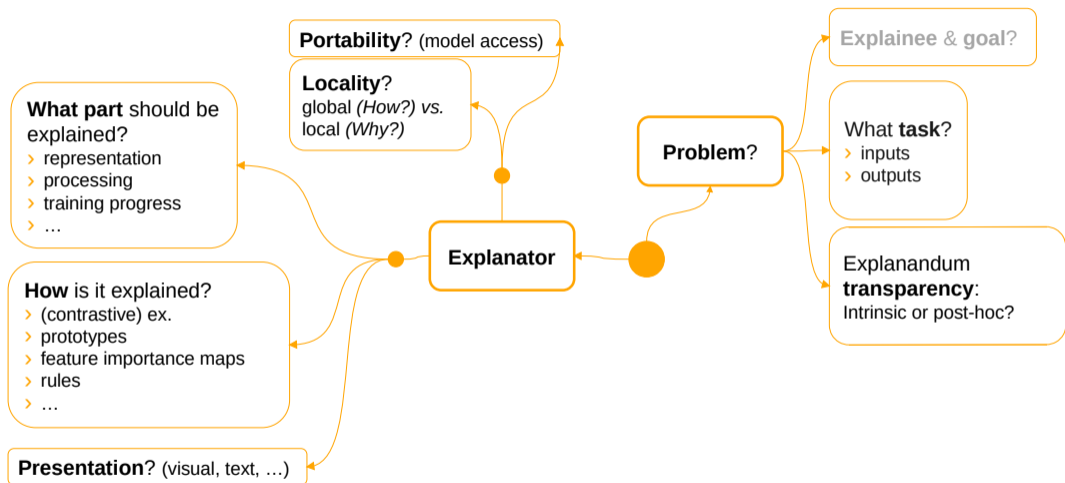 Portability? (model access)
Locality?
global (How?) vs.
local (Why?)
What part should be
explained?
› representation
› processing
› training progress
› …
How is it explained?
› (contrastive) ex.
› prototypes
› feature importance maps
› rules
› …
Presentation? (visual, text, …)
Explanator
Problem?
Explainee & goal?
What task?
› inputs
› outputs
Explanandum
transparency:
Intrinsic or post-hoc?